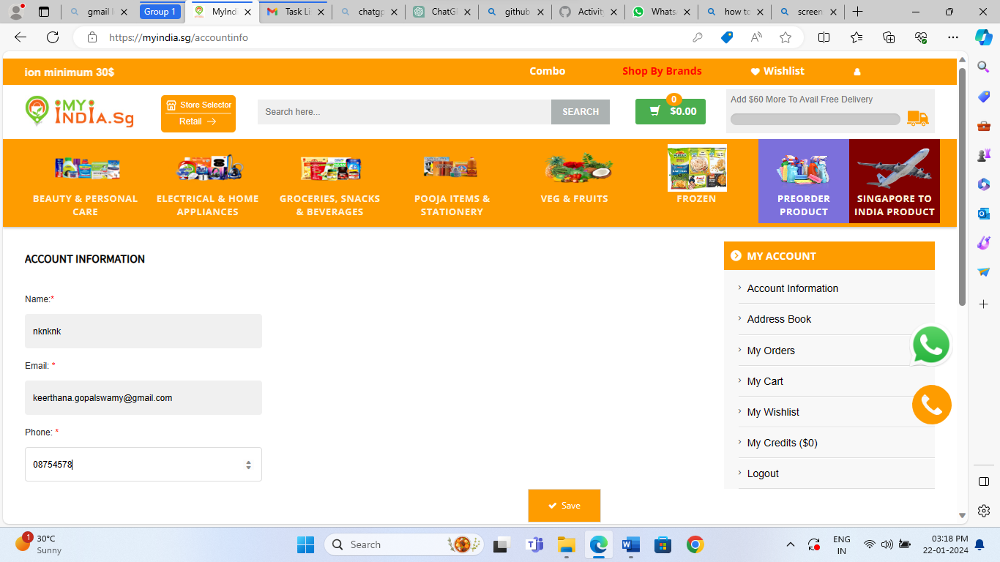 gmail
Group 1
MyIndi
Task Li
chatgp
ChatGI
github
Activity
Whats
how to
screen
https://myindia.sg/accountinfo
ion minimum 30$
Combo
Shop By Brands
Wishlist
iMY INDIA.Sg
Store Selector
Retail
Search here...
SEARCH
0
$0.00
Add $60 More To Avail Free Delivery
BEAUTY & PERSONAL CARE
ELECTRICAL & HOME APPLIANCES
GROCERIES, SNACKS & BEVERAGES
POOJA ITEMS & STATIONERY
VEG & FRUITS
FROZEN
PREORDER PRODUCT
SINGAPORE TO INDIA PRODUCT
ACCOUNT INFORMATION
Name:*
nknknk
Email: *
keerthana.gopalswamy@gmail.com
Phone: *
08754578
Save
MY ACCOUNT
Account Information
Address Book
My Orders
My Cart
My Wishlist
My Credits ($0)
Logout
1
30°C
Sunny
Search
ENG
IN
03:18 PM
22-01-2024